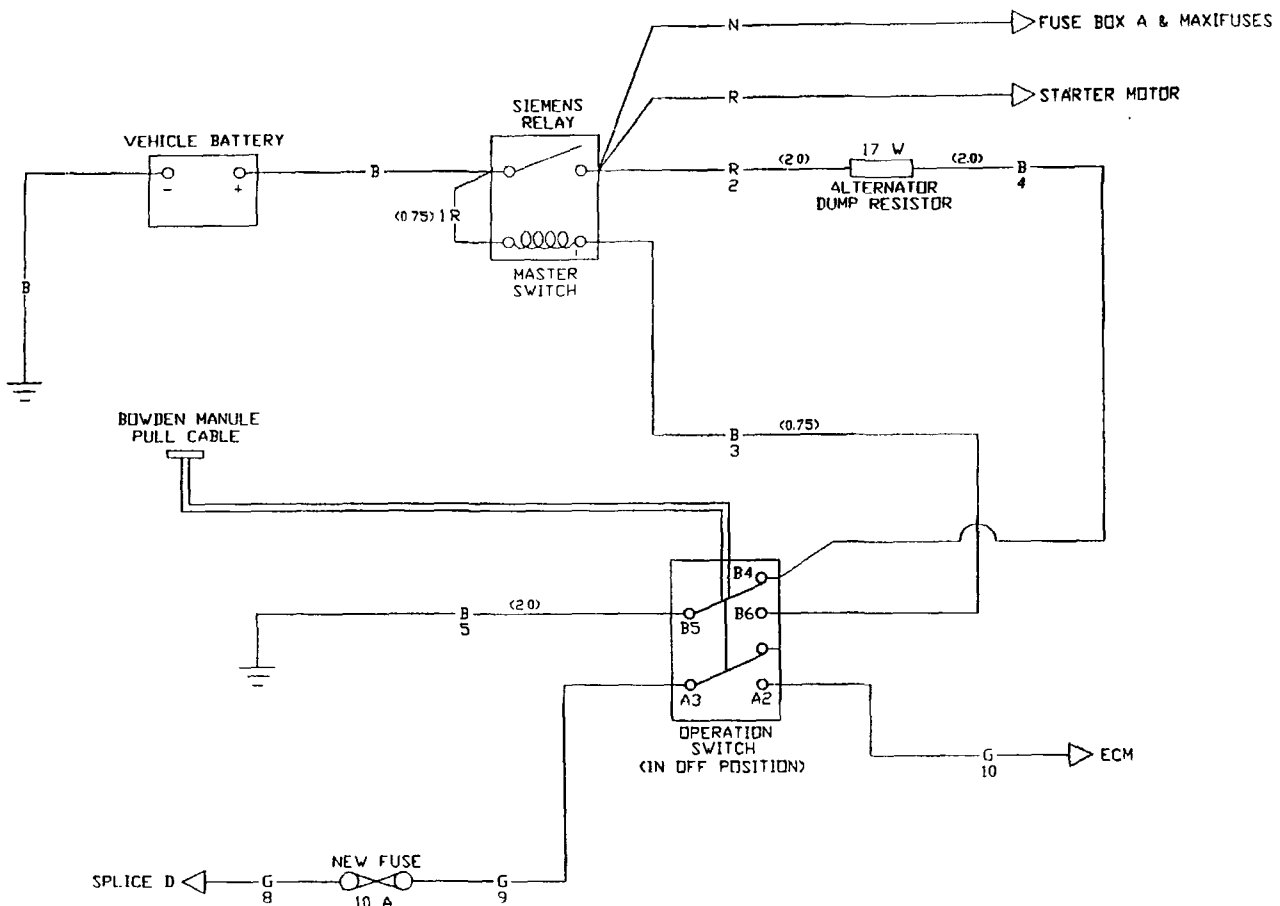 N
FUSE BOX A & MAXIFUSES
R
STARTER MOTOR
SIEMENS
RELAY
VEHICLE BATTERY
- +
B
(0.75) 1 R
R
2
(2.0)
17 W
(2.0)
B
4
ALTERNATOR
DUMP RESISTOR
MASTER
SWITCH
B
BOWDEN MANULE
PULL CABLE
B
3
(0.75)
B4
B
5
(2.0)
B5
B6
A3
A2
OPERATION
SWITCH
(IN OFF POSITION)
G
10
ECM
SPLICE D
G
8
NEW FUSE
10 A
G
9